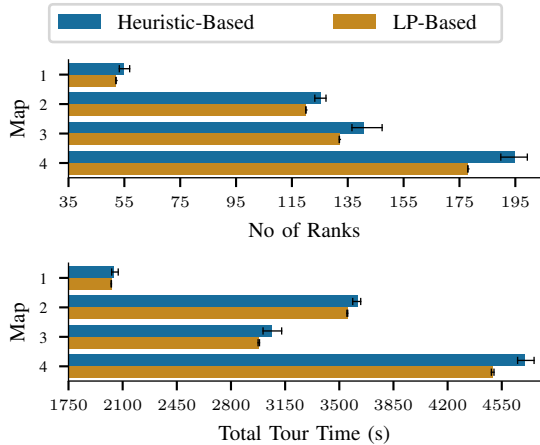 Heuristic-Based LP-Based
Map
1
2
3
4
35 55 75 95 115 135 155 175 195
No of Ranks
Map
1
2
3
4
1750 2100 2450 2800 3150 3500 3850 4200 4550
Total Tour Time (s)